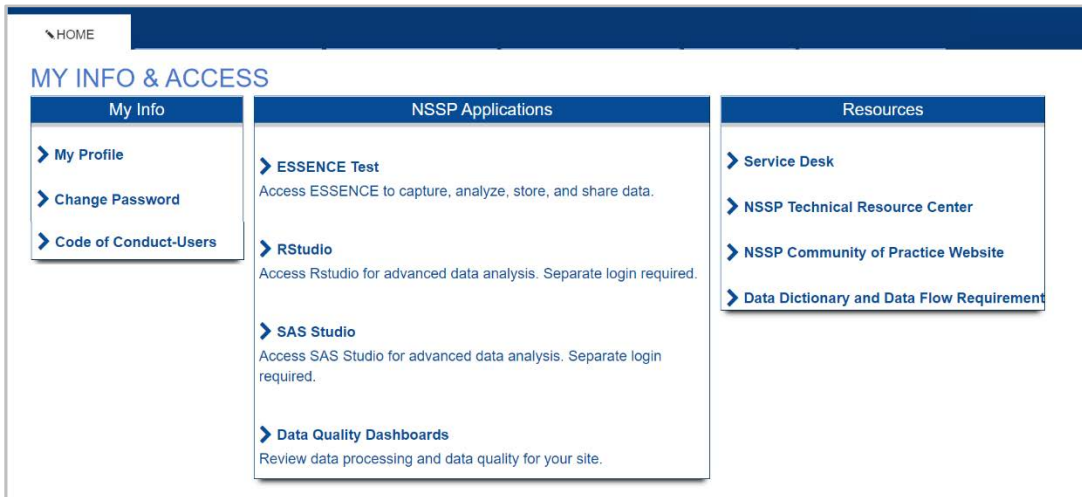 HOME
MY INFO & ACCESS
My Info
My Profile
Change Password
Code of Conduct-Users
NSSP Applications
ESSENCE Test
Access ESSENCE to capture, analyze, store, and share data.
RStudio
Access Rstudio for advanced data analysis. Separate login required.
SAS Studio
Access SAS Studio for advanced data analysis. Separate login
required.
Data Quality Dashboards
Review data processing and data quality for your site.
Resources
Service Desk
NSSP Technical Resource Center
NSSP Community of Practice Website
Data Dictionary and Data Flow Requirement